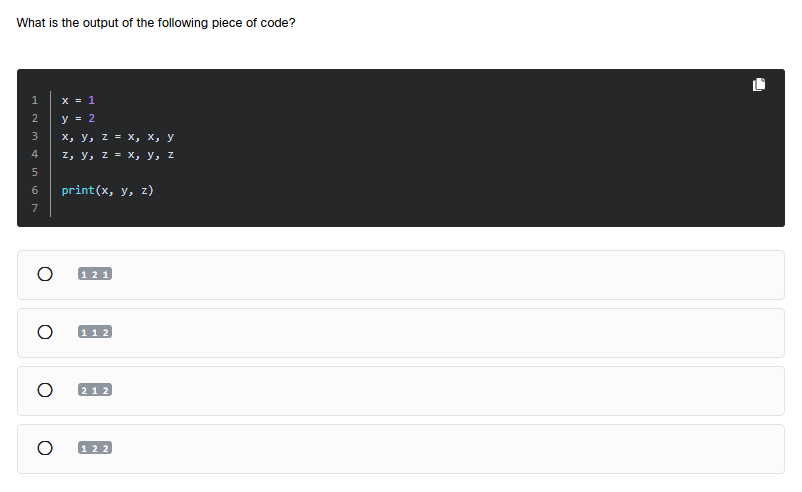 What is the output of the following piece of code?
1 x = 1
2 y = 2
3 x, y, z = x, x, y
4 z, y, z = x, y, z
5
6 print(x, y, z)
7
1 2 1
1 1 2
2 1 2
1 2 2